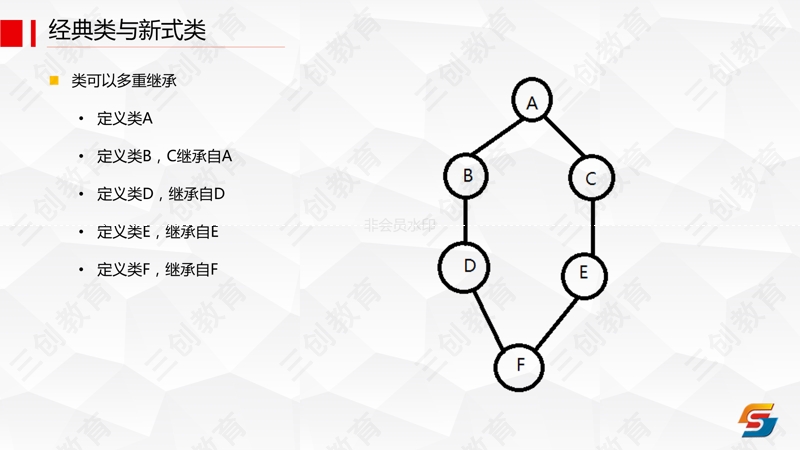 经典类与新式类
类可以多重继承
定义类A
定义类B，C继承自A
定义类D，继承自D
定义类E，继承自E
定义类F，继承自F
A
B
C
D
E
F
非会员水印
三创教育